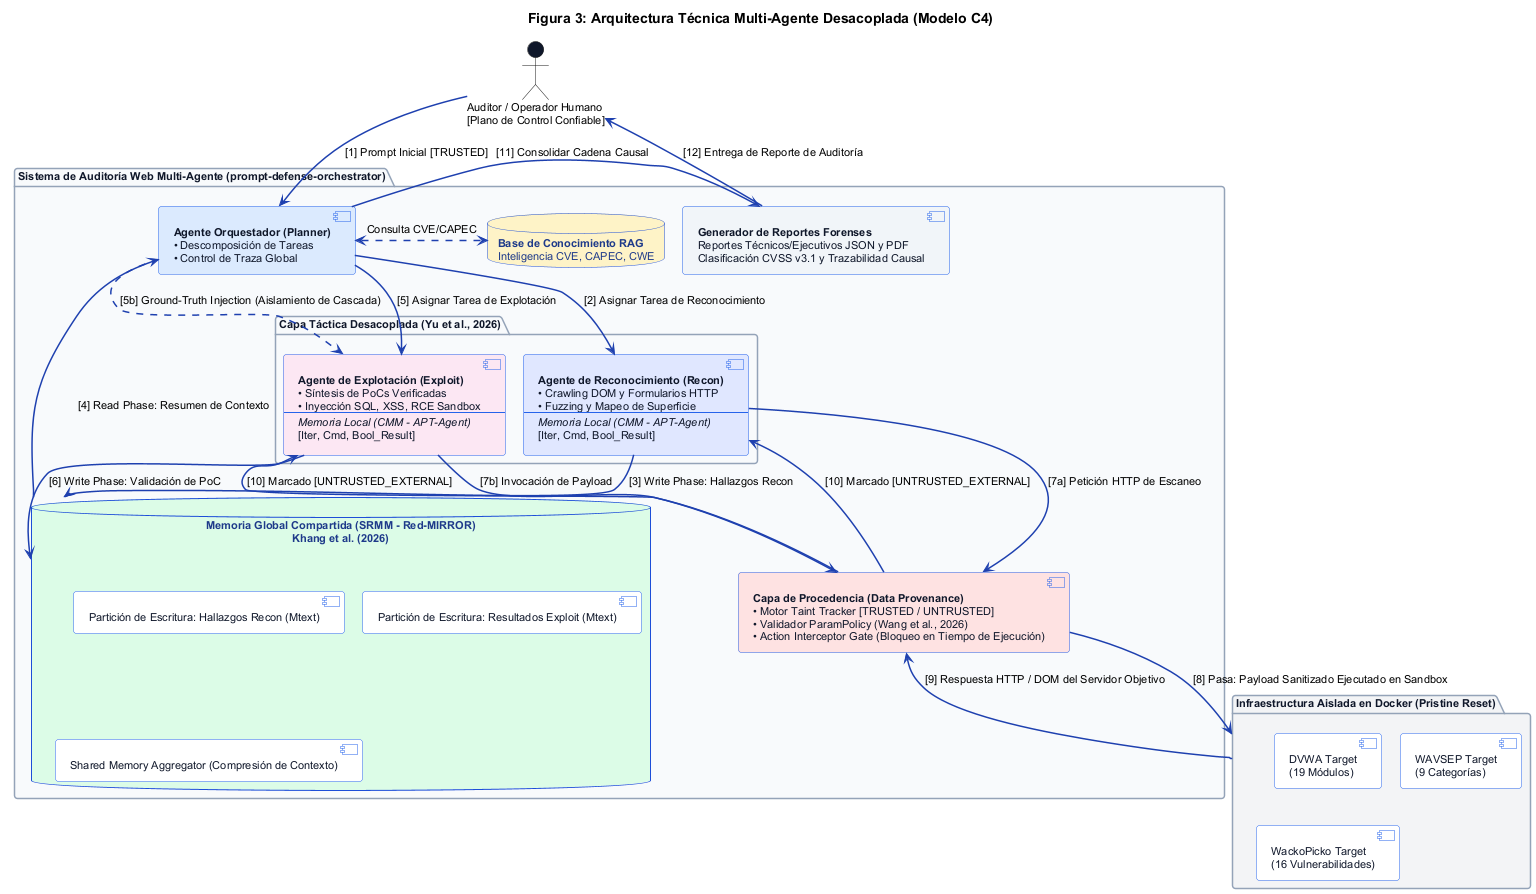 Figura 3: Arquitectura Técnica Multi-Agente Desacoplada (Modelo C4)
Auditor / Operador Humano
[Plano de Control Confiable]
[1] Prompt Inicial [TRUSTED]
[11] Consolidar Cadena Causal
[12] Entrega de Reporte de Auditoría
Sistema de Auditoría Web Multi-Agente (prompt-defense-orchestrator)
Agente Orquestador (Planner)
• Descomposición de Tareas
• Control de Traza Global
Consulta CVE/CAPEC
Base de Conocimiento RAG
Inteligencia CVE, CAPEC, CWE
Generador de Reportes Forenses
Reportes Técnicos/Ejecutivos JSON y PDF
Clasificación CVSS v3.1 y Trazabilidad Causal
[5b] Ground-Truth Injection (Aislamiento de Cascada)
[5] Asignar Tarea de Explotación
[2] Asignar Tarea de Reconocimiento
Capa Táctica Desacoplada (Yu et al., 2026)
Agente de Explotación (Exploit)
• Síntesis de PoCs Verificadas
• Inyección SQL, XSS, RCE Sandbox
Memoria Local (CMM - APT-Agent)
[Iter, Cmd, Bool_Result]
Agente de Reconocimiento (Recon)
• Crawling DOM y Formularios HTTP
• Fuzzing y Mapeo de Superficie
Memoria Local (CMM - APT-Agent)
[Iter, Cmd, Bool_Result]
[4] Read Phase: Resumen de Contexto
[6] Write Phase: Validación de PoC
[10] Marcado [UNTRUSTED_EXTERNAL]
[7b] Invocación de Payload
[3] Write Phase: Hallazgos Recon
[10] Marcado [UNTRUSTED_EXTERNAL]
[7a] Petición HTTP de Escaneo
Memoria Global Compartida (SRMM - Red-MIRROR)
Khang et al. (2026)
Partición de Escritura: Hallazgos Recon (Mtext)
Partición de Escritura: Resultados Exploit (Mtext)
Shared Memory Aggregator (Compresión de Contexto)
Capa de Procedencia (Data Provenance)
• Motor Taint Tracker [TRUSTED / UNTRUSTED]
• Validador ParamPolicy (Wang et al., 2026)
• Action Interceptor Gate (Bloqueo en Tiempo de Ejecución)
[9] Respuesta HTTP / DOM del Servidor Objetivo
[8] Pasa: Payload Sanitizado Ejecutado en Sandbox
Infraestructura Aislada en Docker (Pristine Reset)
DVWA Target
(19 Módulos)
WAVSEP Target
(9 Categorías)
WackoPicko Target
(16 Vulnerabilidades)